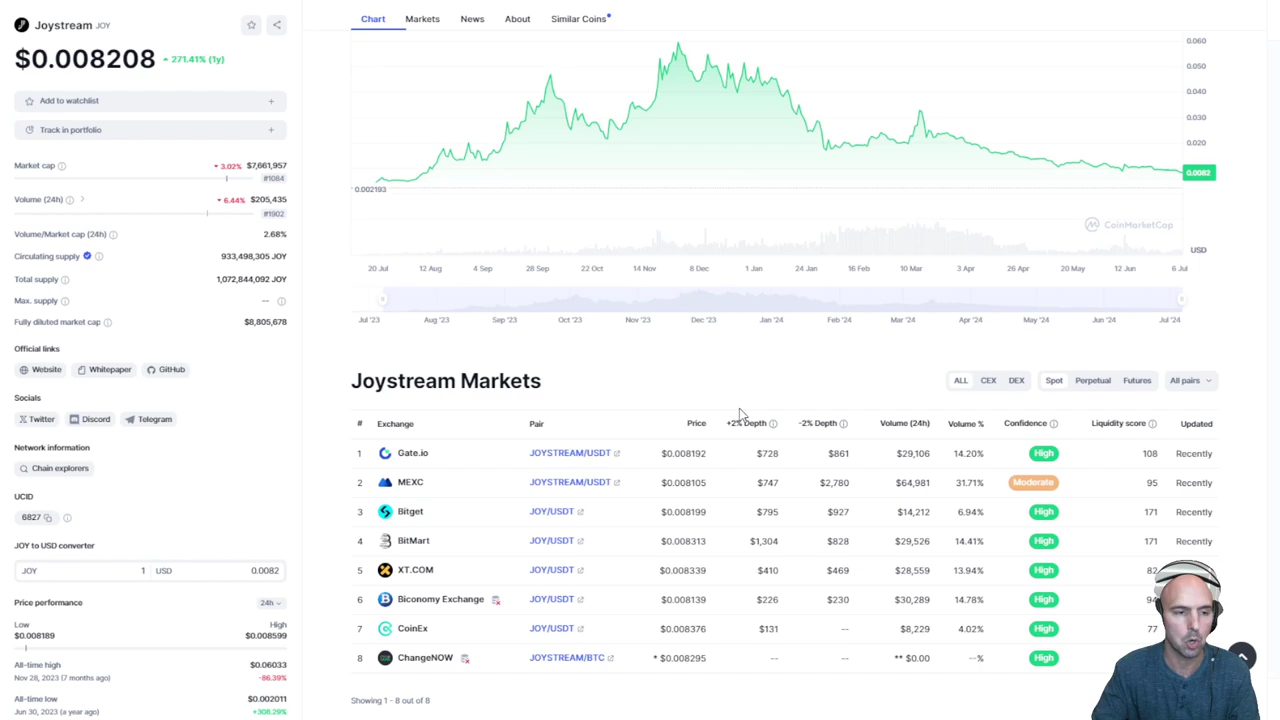 Joystream JOY
$0.008208 271.41% (1y)
Add to watchlist +
Track in portfolio +
Market cap 3.02% $7,661,957
#1084
Volume (24h) 6.44% $205,435
#1902
Volume/Market cap (24h) 2.68%
Circulating supply 933,498,305 JOY
Total supply 1,072,844,092 JOY
Max. supply --
Fully diluted market cap $8,805,678
Official links
Website Whitepaper GitHub
Socials
Twitter Discord Telegram
Network information
Chain explorers
UCID
6827
JOY to USD converter
JOY 1 USD 0.0082
Price performance 24h
Low High
$0.008189 $0.008599
All-time high $0.06033
Nov 28, 2023 (7 months ago) -86.39%
All-time low $0.002011
Jun 30, 2023 (a year ago) +308.29%
Chart Markets News About Similar Coins
0.060
0.050
0.040
0.030
0.020
0.0082
0.002193
CoinMarketCap
USD
20 Jul 12 Aug 4 Sep 28 Sep 22 Oct 14 Nov 8 Dec 1 Jan 24 Jan 16 Feb 10 Mar 3 Apr 26 Apr 20 May 12 Jun 6 Jul
Jul '23 Aug '23 Sep '23 Oct '23 Nov '23 Dec '23 Jan '24 Feb '24 Mar '24 Apr '24 May '24 Jun '24 Jul '24
Joystream Markets
ALL CEX DEX Spot Perpetual Futures All pairs
# Exchange Pair Price +2% Depth -2% Depth Volume (24h) Volume % Confidence Liquidity score Updated
1 Gate.io JOYSTREAM/USDT $0.008192 $728 $861 $29,106 14.20% High 108 Recently
2 MEXC JOYSTREAM/USDT $0.008105 $747 $2,780 $64,981 31.71% Moderate 95 Recently
3 Bitget JOY/USDT $0.008199 $795 $927 $14,212 6.94% High 171 Recently
4 BitMart JOY/USDT $0.008313 $1,304 $828 $29,526 14.41% High 171 Recently
5 XT.COM JOY/USDT $0.008339 $410 $469 $28,559 13.94% High 82
6 Biconomy Exchange JOY/USDT $0.008139 $226 $230 $30,289 14.78% High
7 CoinEx JOY/USDT $0.008376 $131 -- $8,229 4.02% High 77
8 ChangeNOW JOYSTREAM/BTC * $0.008295 -- -- ** $0.00 --% High
Showing 1 - 8 out of 8